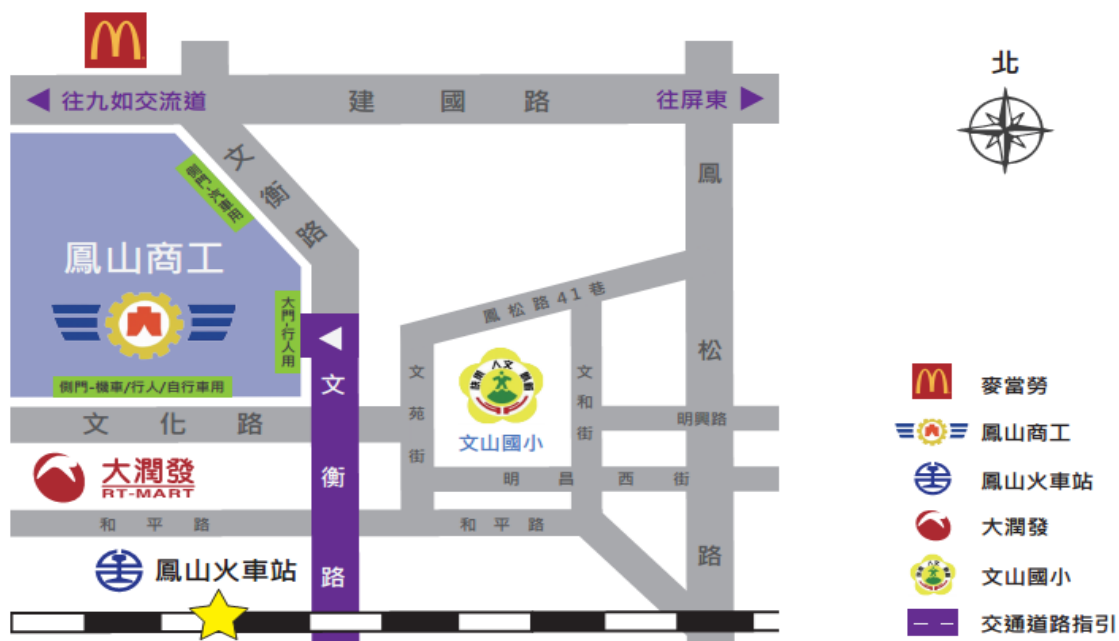 北
往九如交流道
建國路
往屏東
文衡路
側門-汽車用
鳳山商工
大門-行人用
側門-機車/行人/自行車用
鳳松路
鳳松路41巷
文衡路
文苑街
文山國小
文和街
明興路
文化路
大潤發
RT-MART
明昌西街
和平路
和平路
鳳山火車站
麥當勞
鳳山商工
鳳山火車站
大潤發
文山國小
交通道路指引